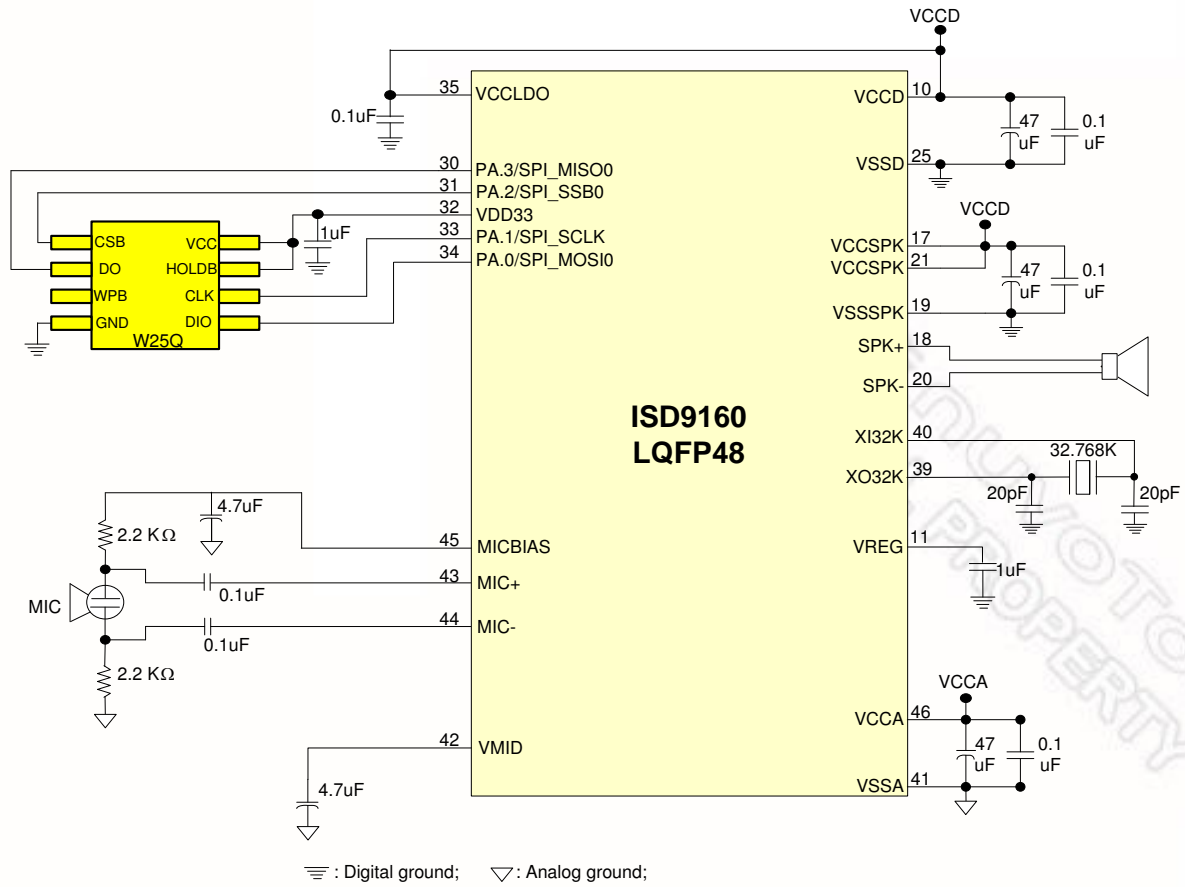 VCCD
35 VCCLDO
0.1uF
VCCD 10
47 uF
0.1 uF
VSSD 25
30 PA.3/SPI_MISO0
31 PA.2/SPI_SSB0
32 VDD33
33 PA.1/SPI_SCLK
34 PA.0/SPI_MOSI0
1uF
CSB VCC
DO HOLDB
WPB CLK
GND DIO
W25Q
VCCD
VCCSPK 17
VCCSPK 21
47 uF
0.1 uF
VSSSPK 19
SPK+ 18
SPK- 20
ISD9160
LQFP48
XI32K 40
32.768K
XO32K 39
20pF
20pF
VREG 11
1uF
4.7uF
2.2 KΩ
45 MICBIAS
43 MIC+
0.1uF
MIC
44 MIC-
0.1uF
2.2 KΩ
VCCA
VCCA 46
47 uF
0.1 uF
VSSA 41
42 VMID
4.7uF
: Digital ground; : Analog ground;
nuvoTo
PROPERTY